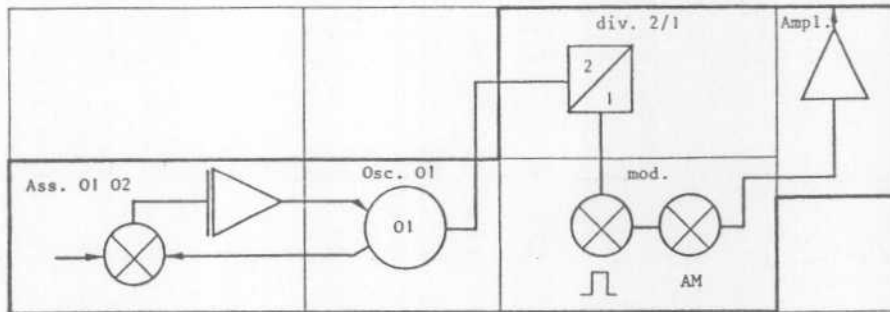 div. 2/1
Ampl.
2
1
Ass. O1 O2
Osc. O1
mod.
O1
AM